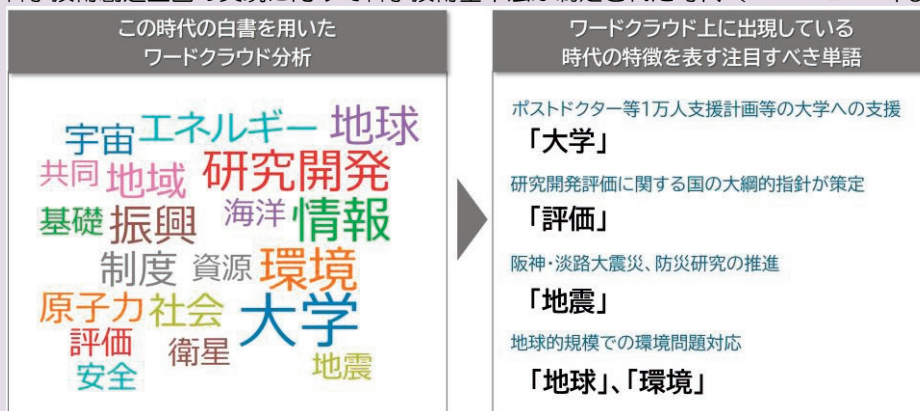 この時代の白書を用いた
ワードクラウド分析
宇宙 エネルギー 地球
共同 地域 研究開発
基礎 振興 海洋 情報
制度 資源 環境
原子力 社会 大学
評価 衛星 地震
安全
ワードクラウド上に出現している
時代の特徴を表す注目すべき単語
ポストドクター等1万人支援計画等の大学への支援
「大学」
研究開発評価に関する国の大綱的指針が策定
「評価」
阪神・淡路大震災、防災研究の推進
「地震」
地球的規模での環境問題対応
「地球」、「環境」